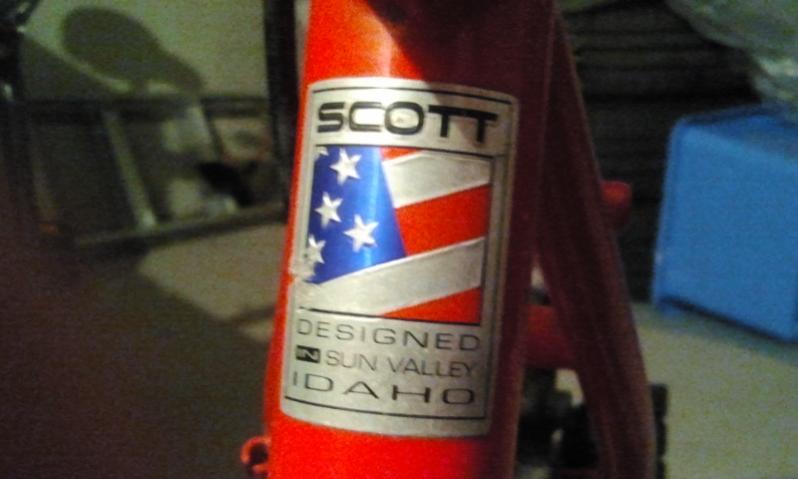 SCOTT
DESIGNED
IN SUN VALLEY
IDAHO